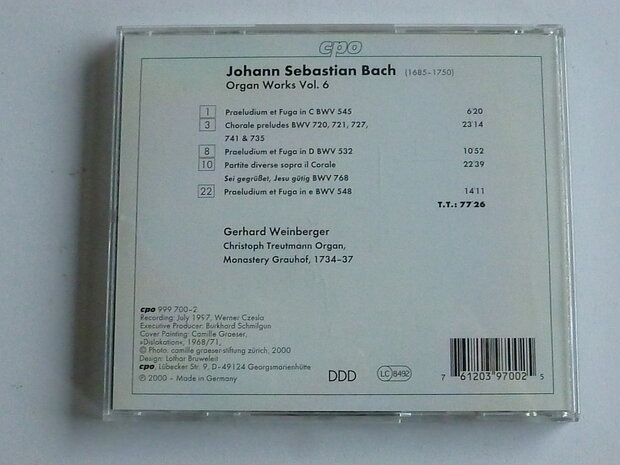 cpo
Johann Sebastian Bach (1685-1750)
Organ Works Vol. 6
1 Praeludium et Fuga in C BWV 545 6'20
3 Chorale preludes BWV 720, 721, 727, 23'14
741 & 735
8 Praeludium et Fuga in D BWV 532 10'52
10 Partite diverse sopra il Corale 22'39
Sei gegrüßet, Jesu gütig BWV 768
22 Praeludium et Fuga in e BWV 548 14'11
T.T.: 77'26
Gerhard Weinberger
Christoph Treutmann Organ,
Monastery Grauhof, 1734-37
cpo 999 700-2
Recording: July 1997, Werner Czesla
Executive Producer: Burkhard Schmilgun
Cover Painting: Camille Graeser,
»Dislokation«, 1968/71,
© Photo: camille graeser-stiftung zürich, 2000
Design: Lothar Bruweleit
cpo, Lübecker Str. 9, D-49124 Georgsmarienhütte
℗ 2000 - Made in Germany
DDD
LC 8492
7 61203 97002 5